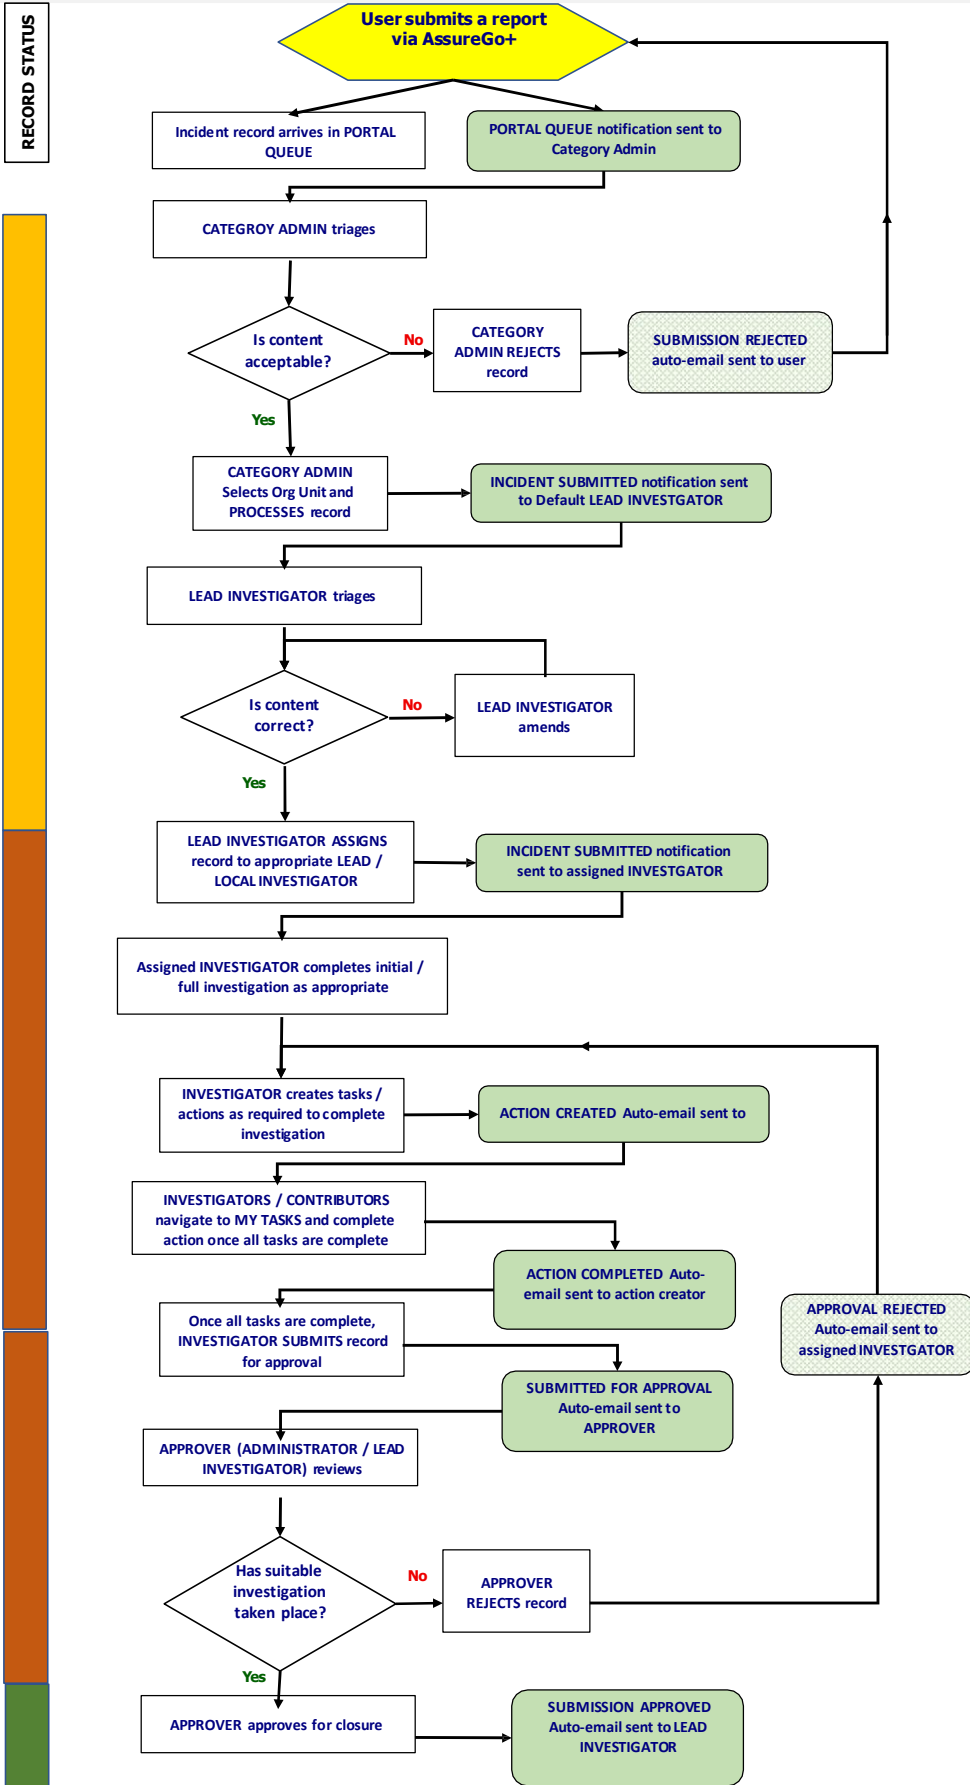 User submits a report
via AssureGo+
RECORD STATUS
Incident record arrives in PORTAL
QUEUE
PORTAL QUEUE notification sent to
Category Admin
CATEGROY ADMIN triages
Is content
acceptable?
No
CATEGORY
ADMIN REJECTS
record
SUBMISSION REJECTED
auto-email sent to user
Yes
CATEGORY ADMIN
Selects Org Unit and
PROCESSES record
INCIDENT SUBMITTED notification sent
to Default LEAD INVESTGATOR
LEAD INVESTIGATOR triages
Is content
correct?
No
LEAD INVESTIGATOR
amends
Yes
LEAD INVESTIGATOR ASSIGNS
record to appropriate LEAD /
LOCAL INVESTIGATOR
INCIDENT SUBMITTED notification
sent to assigned INVESTGATOR
Assigned INVESTIGATOR completes initial /
full investigation as appropriate
INVESTIGATOR creates tasks /
actions as required to complete
investigation
ACTION CREATED Auto-email sent to
INVESTIGATORS / CONTRIBUTORS
navigate to MY TASKS and complete
action once all tasks are complete
ACTION COMPLETED Auto-
email sent to action creator
Once all tasks are complete,
INVESTIGATOR SUBMITS record
for approval
APPROVAL REJECTED
Auto-email sent to
assigned INVESTGATOR
SUBMITTED FOR APPROVAL
Auto-email sent to
APPROVER
APPROVER (ADMINISTRATOR / LEAD
INVESTIGATOR) reviews
Has suitable
investigation
taken place?
No
APPROVER
REJECTS record
Yes
APPROVER approves for closure
SUBMISSION APPROVED
Auto-email sent to LEAD
INVESTIGATOR